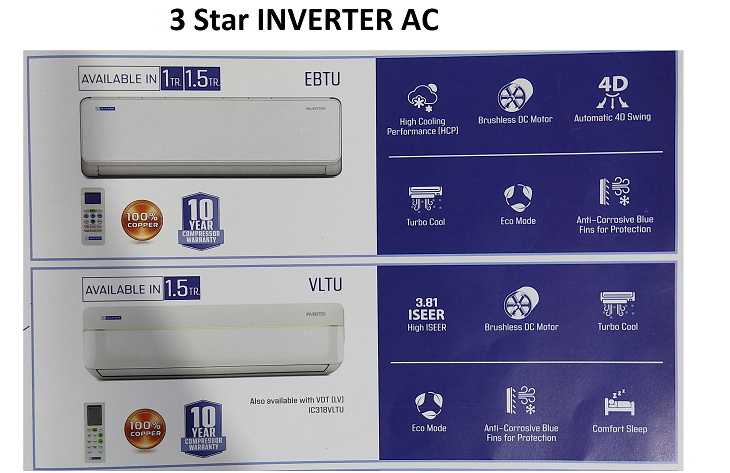 3 Star INVERTER AC
AVAILABLE IN 1TR. 1.5TR.
EBTU
INVERTER
100%
COPPER
10
YEAR
COMPRESSOR
WARRANTY
High Cooling
Performance (HCP)
Brushless DC Motor
4D
Automatic 4D Swing
Turbo Cool
Eco Mode
Anti-Corrosive Blue
Fins for Protection
AVAILABLE IN 1.5TR.
VLTU
INVERTER
Also available with VDT (LV)
IC318VLTU
100%
COPPER
10
YEAR
COMPRESSOR
WARRANTY
3.81
ISEER
High ISEER
Brushless DC Motor
Turbo Cool
Eco Mode
Anti-Corrosive Blue
Fins for Protection
Comfort Sleep